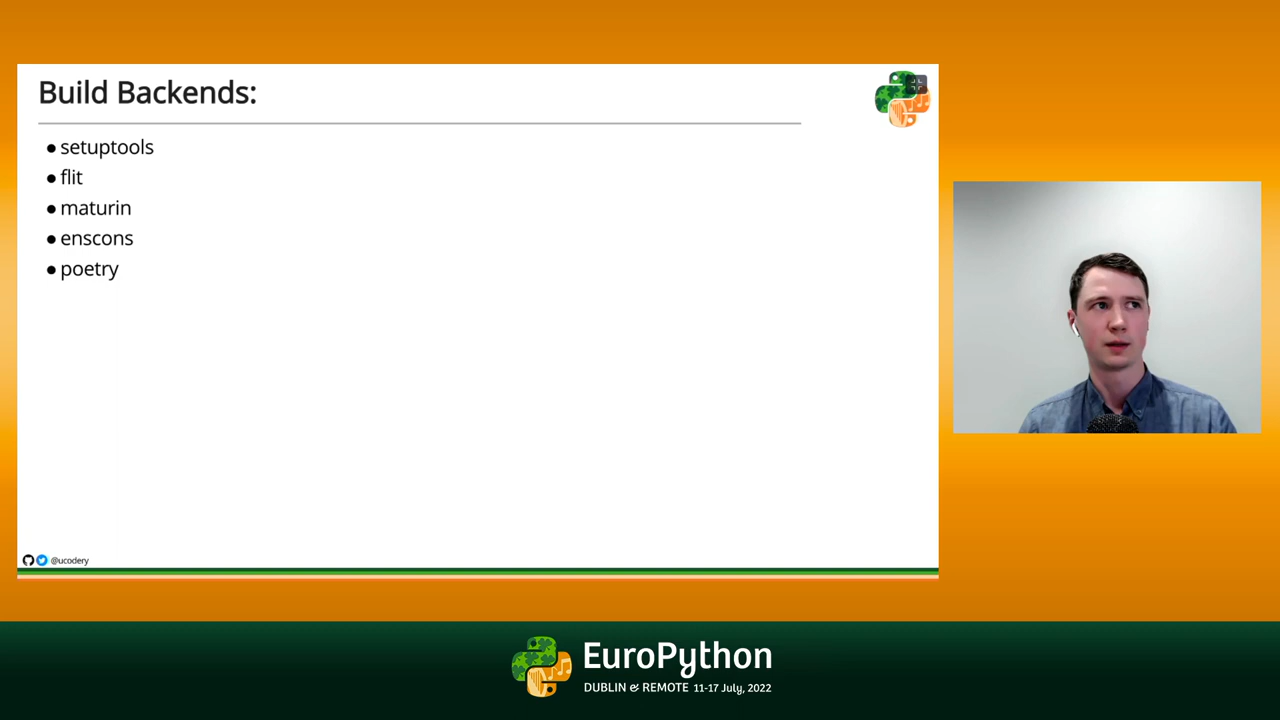 Build Backends:
● setuptools
● flit
● maturin
● enscons
● poetry
@ucodery
EuroPython
DUBLIN & REMOTE 11-17 July, 2022